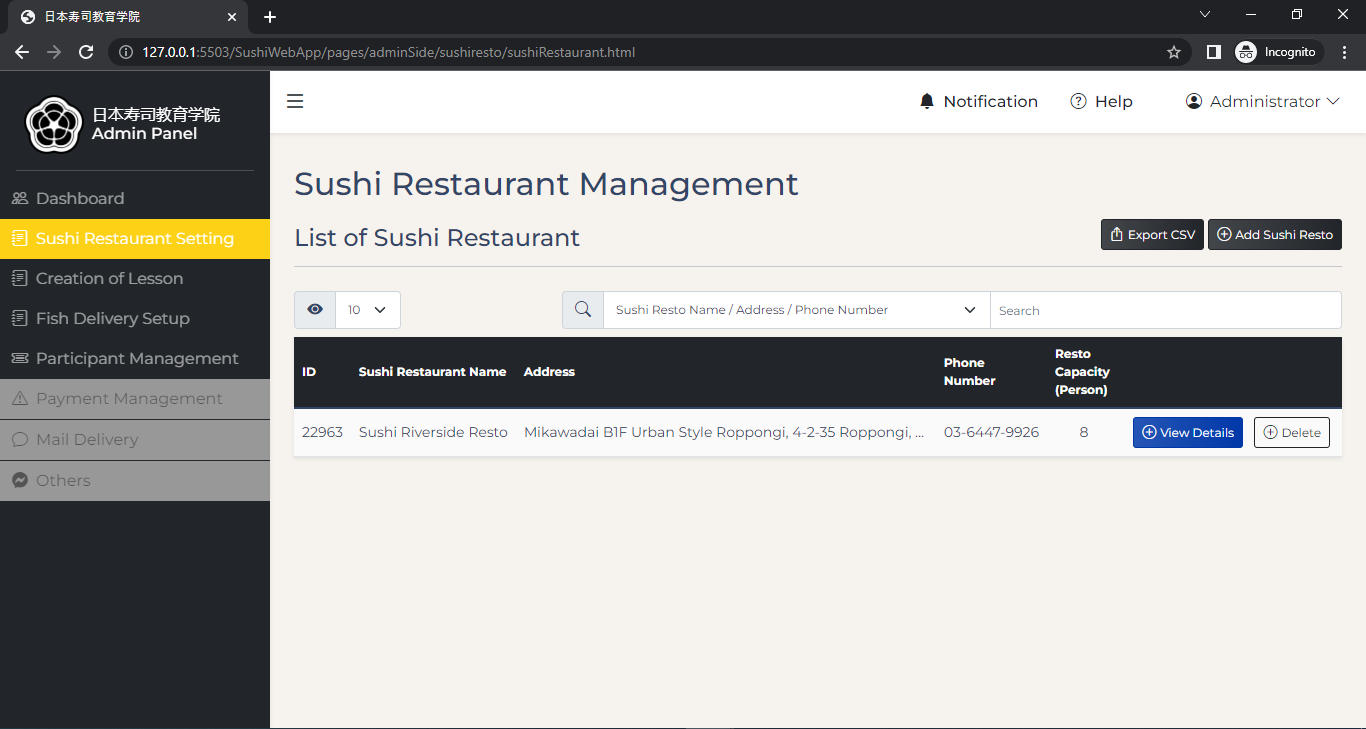 日本寿司教育学院
127.0.0.1:5503/SushiWebApp/pages/adminSide/sushiresto/sushiRestaurant.html
Incognito
日本寿司教育学院
Admin Panel
Notification
Help
Administrator
Dashboard
Sushi Restaurant Setting
Creation of Lesson
Fish Delivery Setup
Participant Management
Payment Management
Mail Delivery
Others
Sushi Restaurant Management
List of Sushi Restaurant
Export CSV
Add Sushi Resto
10
Sushi Resto Name / Address / Phone Number
Search
ID
Sushi Restaurant Name
Address
Phone
Number
Resto
Capacity
(Person)
22963
Sushi Riverside Resto
Mikawadai B1F Urban Style Roppongi, 4-2-35 Roppongi, ...
03-6447-9926
8
View Details
Delete